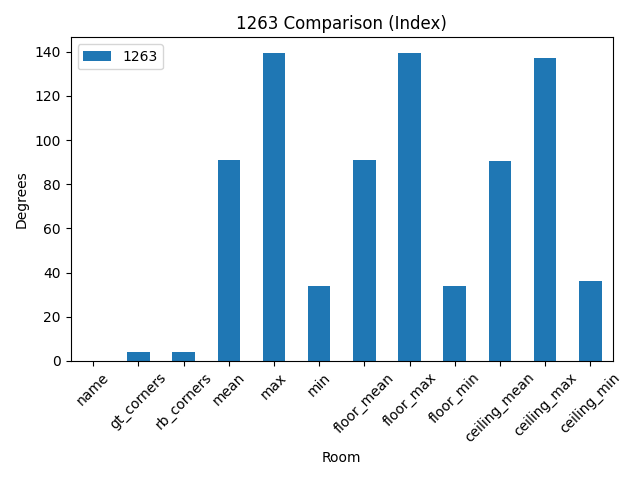 1263 Comparison (Index)
1263
Degrees
140
120
100
80
60
40
20
0
name
gt_corners
rb_corners
mean
max
min
floor_mean
floor_max
floor_min
ceiling_mean
ceiling_max
ceiling_min
Room